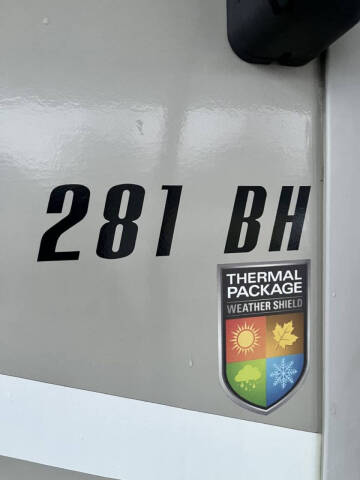 281 BH
THERMAL
PACKAGE
WEATHER SHIELD